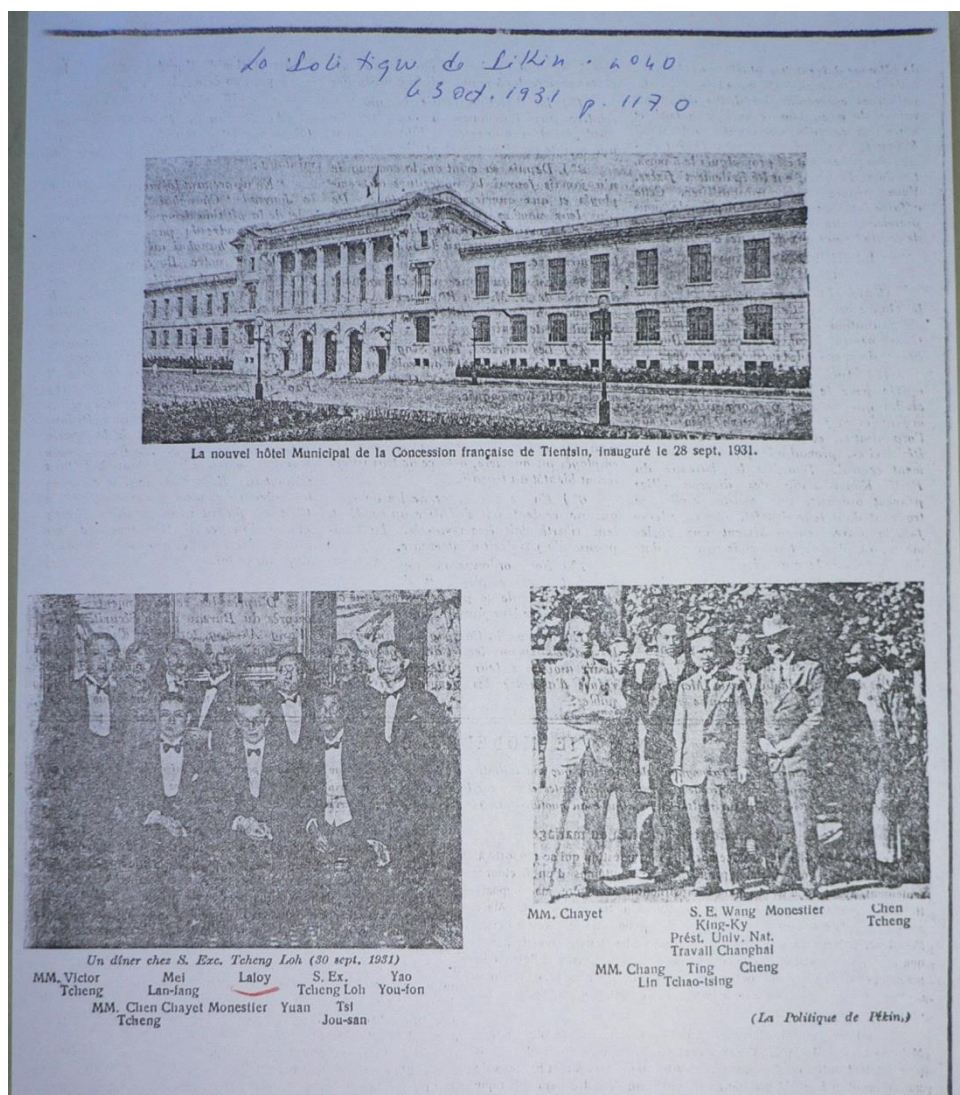 La Politique de Pékin. n° 40
le 3 oct. 1931 p. 1170
La nouvel hôtel Municipal de la Concession française de Tientsin, inauguré le 28 sept. 1931.
Un dîner chez S. Exc. Tcheng Loh (30 sept. 1931)
MM. Victor Mei Laloy S. Ex. Yao
Tcheng Lan-fang Tcheng Loh You-fon
MM. Chen Chayet Monestier Yuan Tsi
Tcheng Jou-san
MM. Chayet S. E. Wang Monestier Chen
King-Ky Tcheng
Prést. Univ. Nat.
Travail Changhai
MM. Chang Ting Cheng
Lin Tchao-tsing
(La Politique de Pékin,)